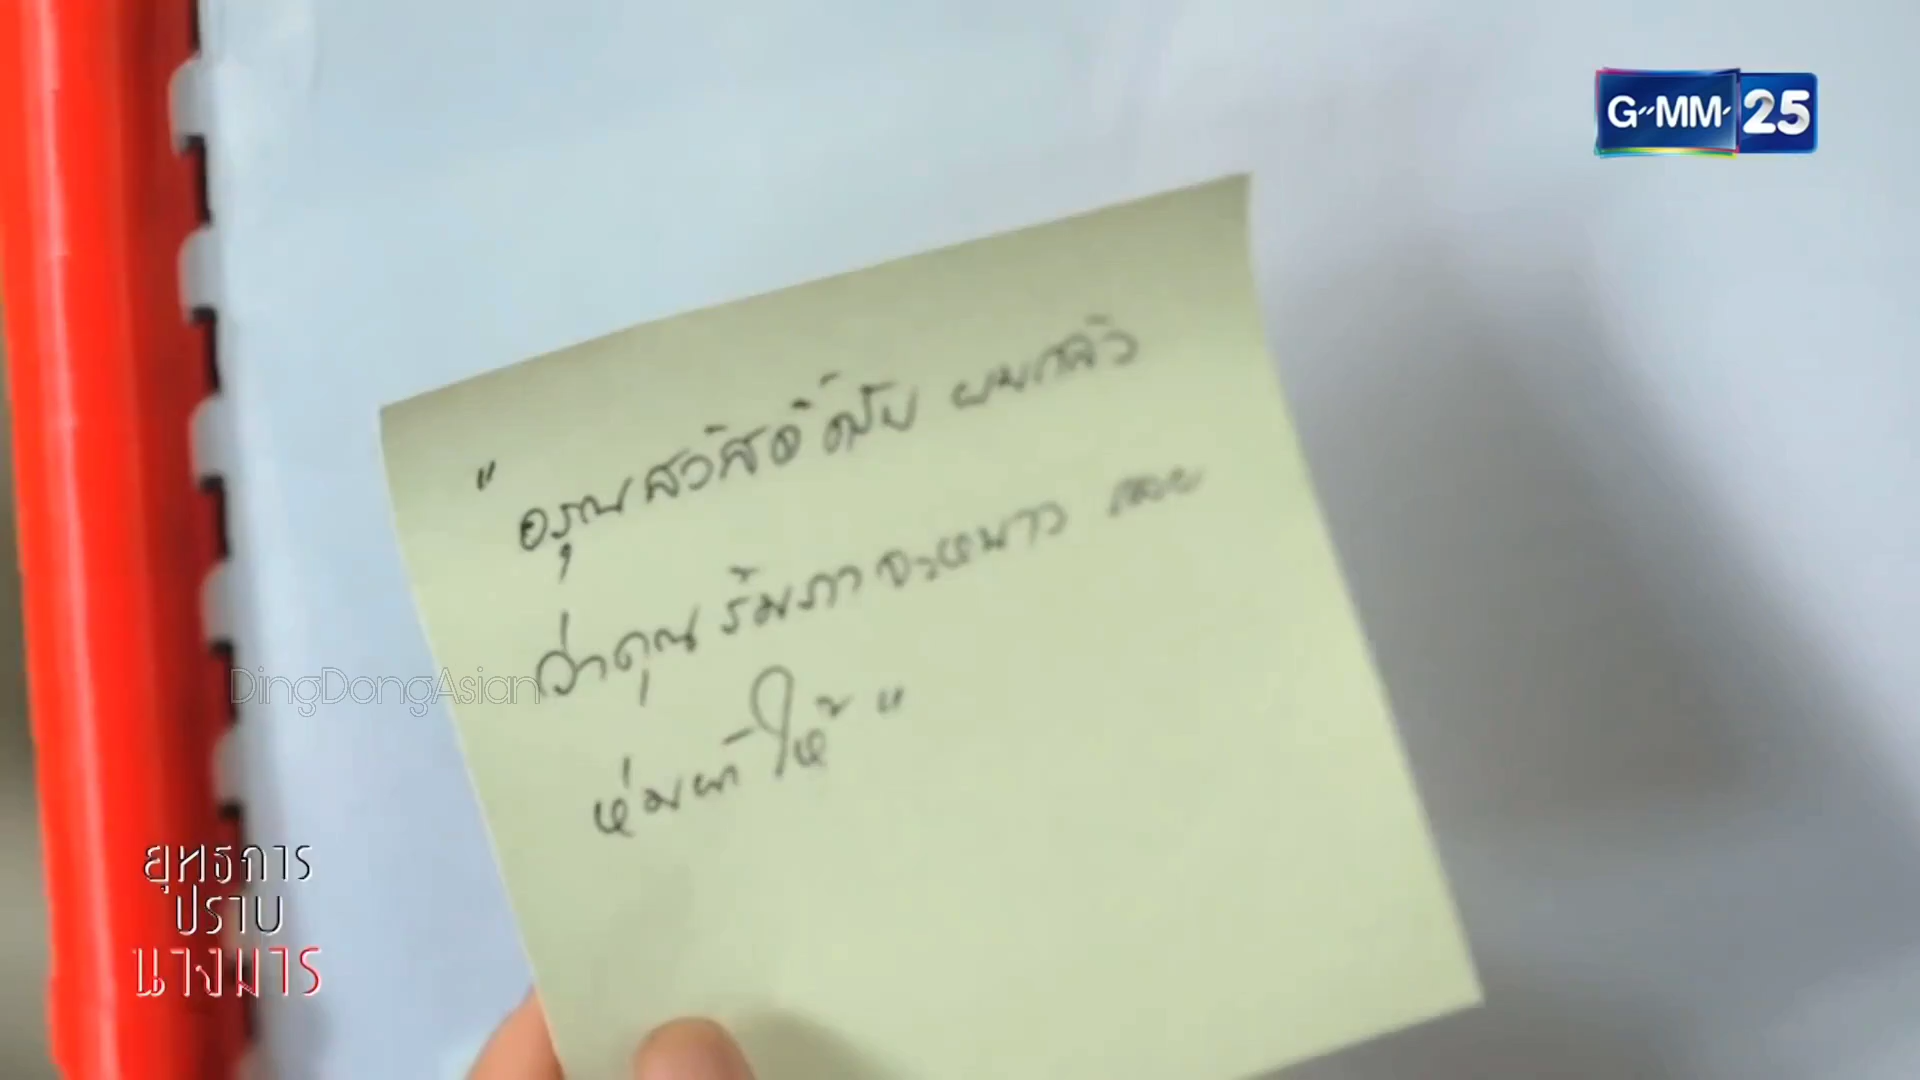 G-MM- 25
" อรุณสวัสดิ์ครับ ผมกลัว
ว่าคุณรัมภาจะหนาว เลย
ห่มผ้าให้ "
DingDongAsian
ยุทธการ
ปราบ
นางมาร